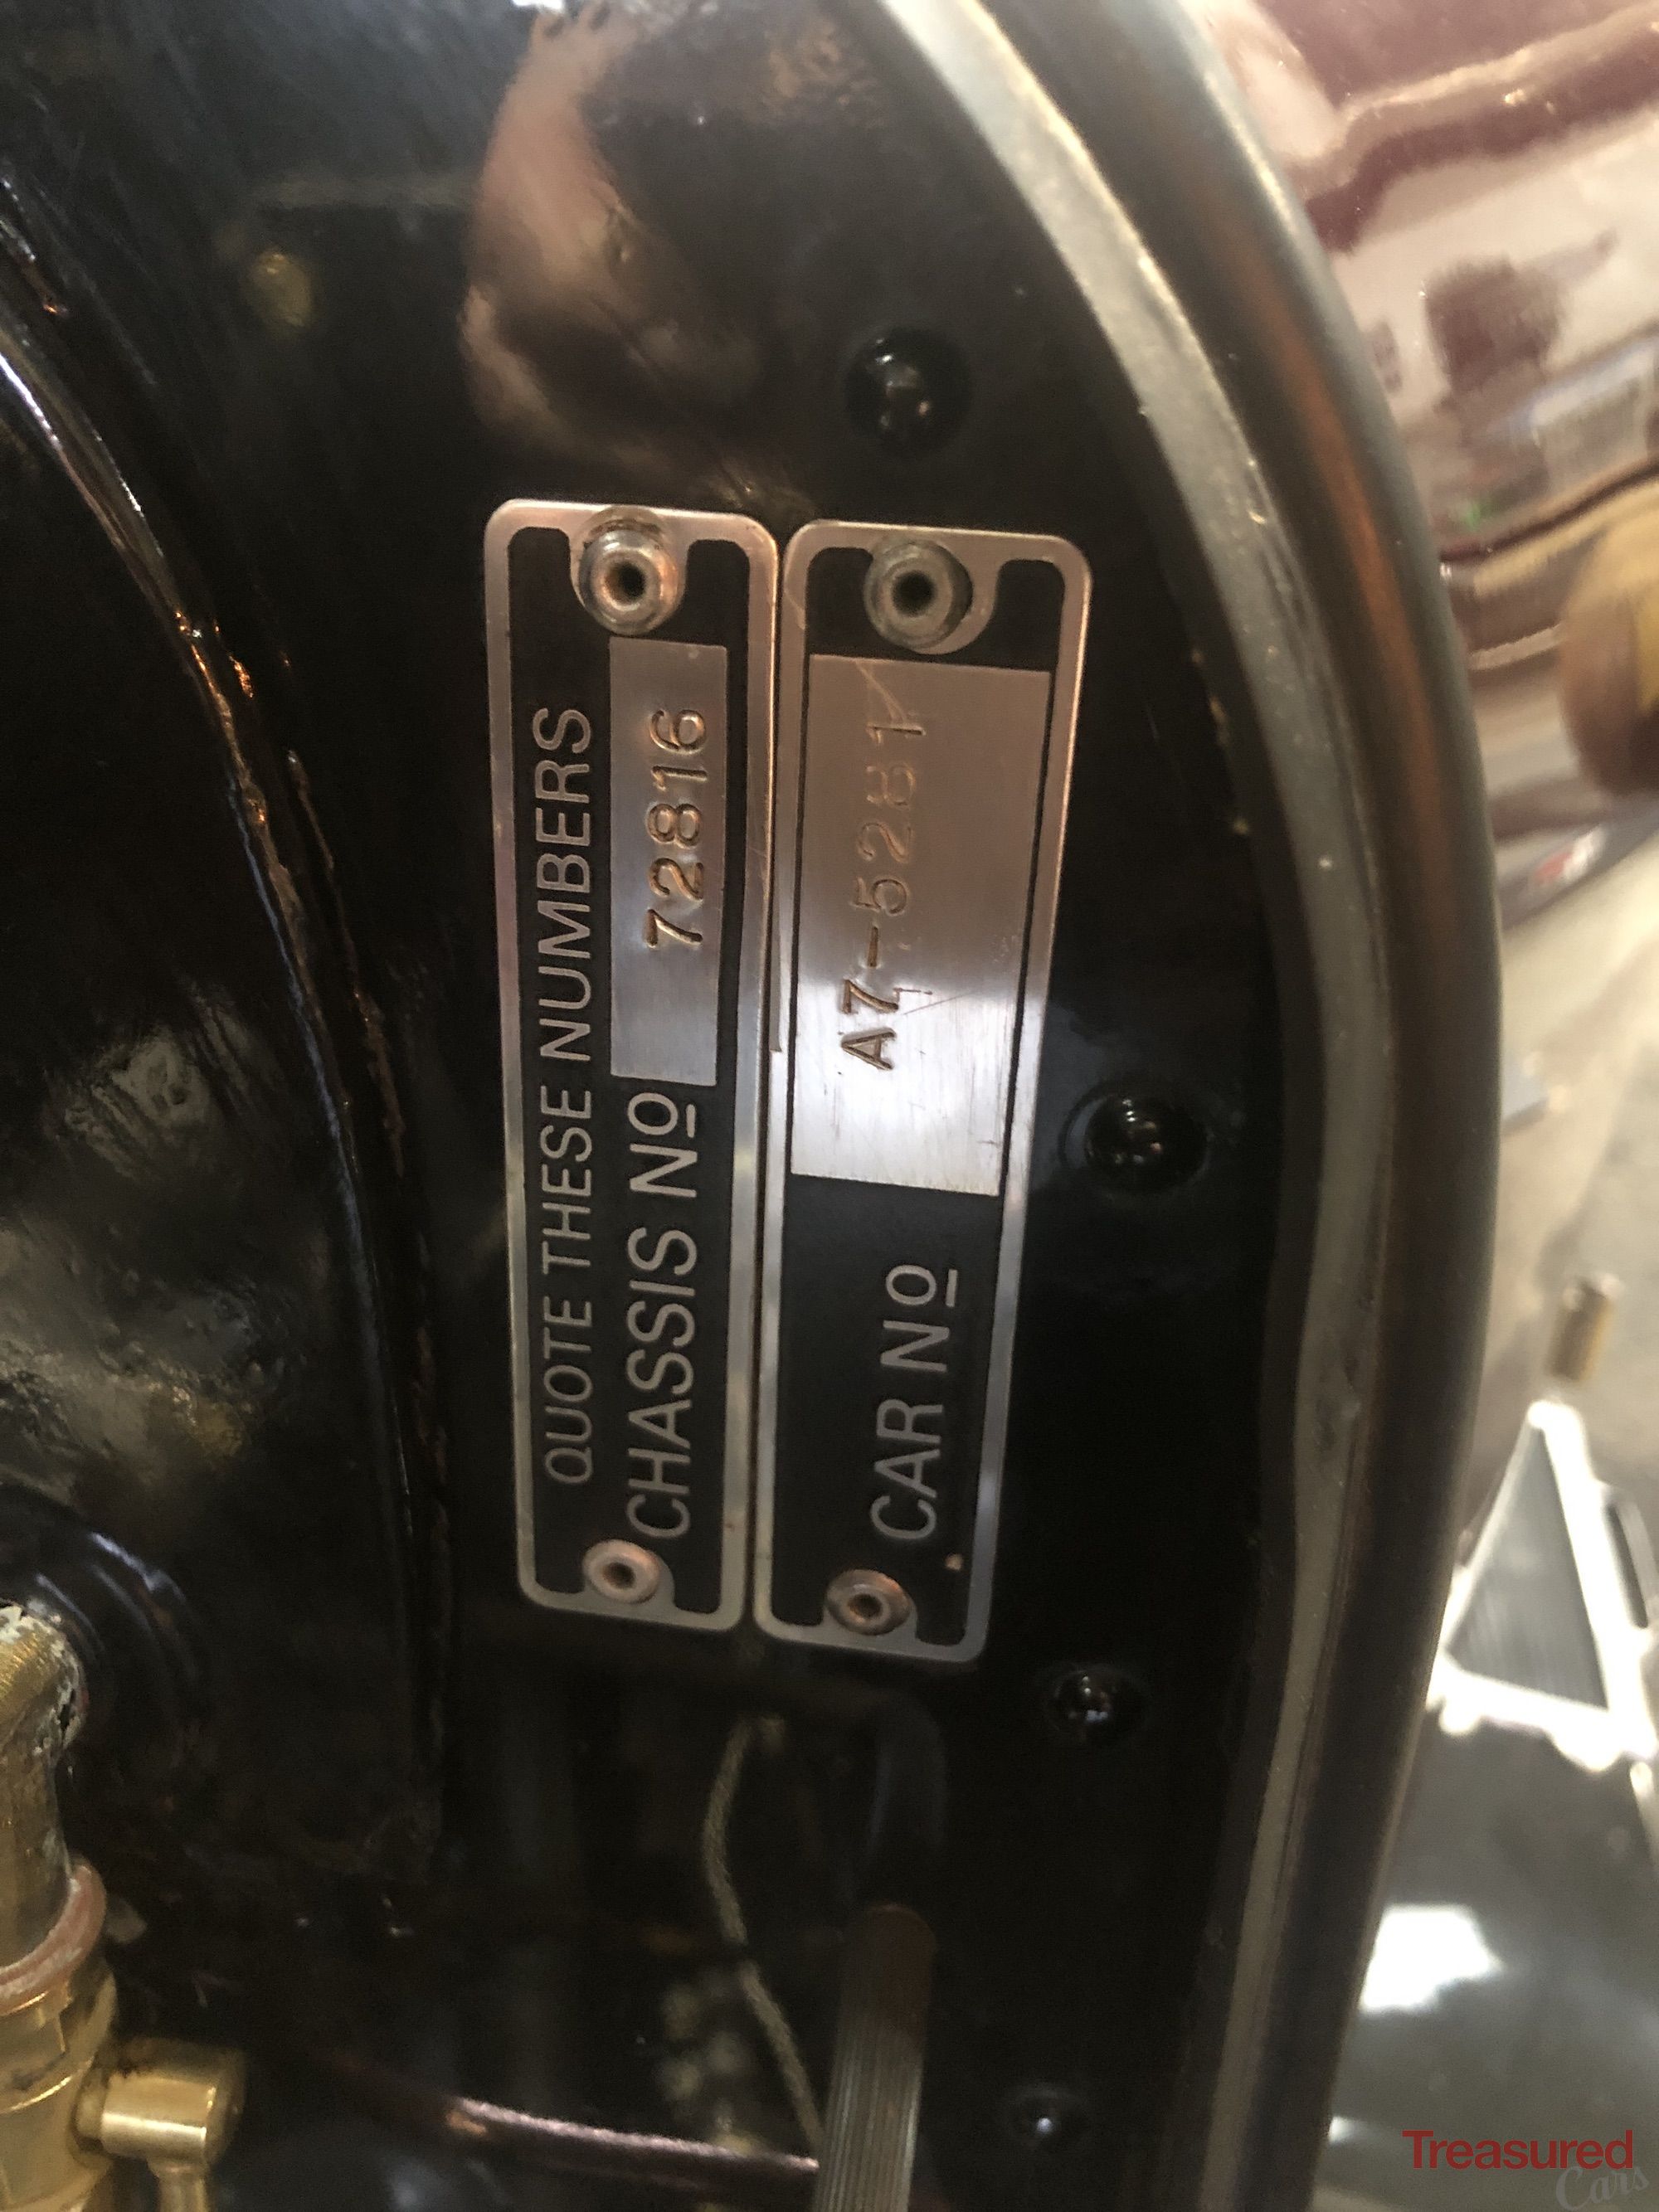 QUOTE THESE NUMBERS
CHASSIS Nº 72816
CAR Nº A7-5281
Treasured
Cars